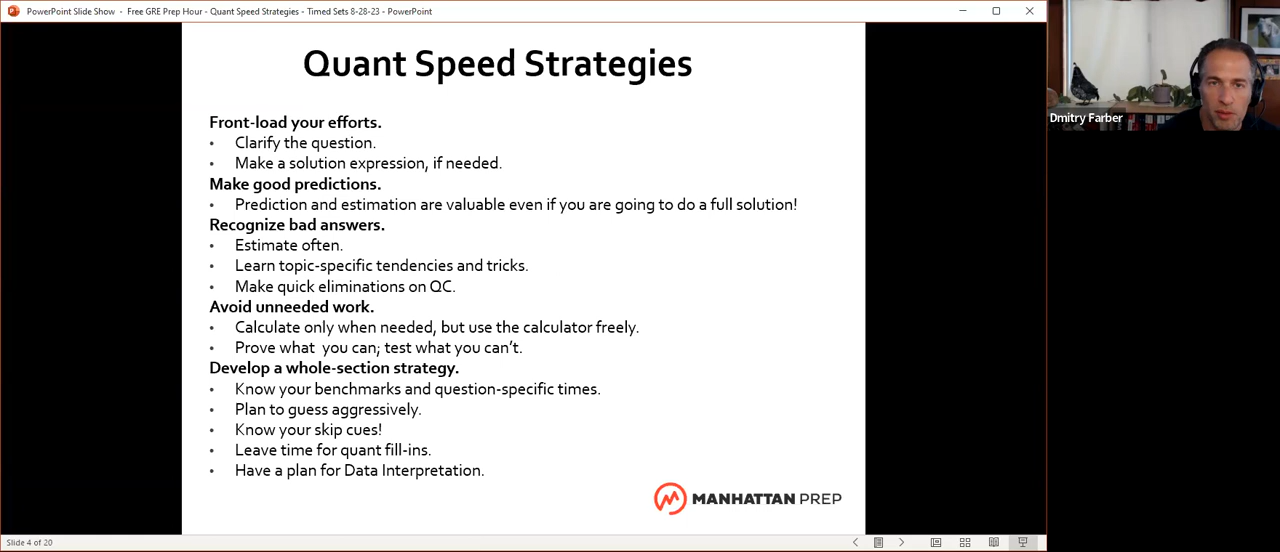 PowerPoint Slide Show - Free GRE Prep Hour - Quant Speed Strategies - Timed Sets 8-28-23 - PowerPoint
Quant Speed Strategies
Front-load your efforts.
• Clarify the question.
• Make a solution expression, if needed.
Make good predictions.
• Prediction and estimation are valuable even if you are going to do a full solution!
Recognize bad answers.
• Estimate often.
• Learn topic-specific tendencies and tricks.
• Make quick eliminations on QC.
Avoid unneeded work.
• Calculate only when needed, but use the calculator freely.
• Prove what you can; test what you can't.
Develop a whole-section strategy.
• Know your benchmarks and question-specific times.
• Plan to guess aggressively.
• Know your skip cues!
• Leave time for quant fill-ins.
• Have a plan for Data Interpretation.
MANHATTAN PREP
Slide 4 of 20
Dmitry Farber